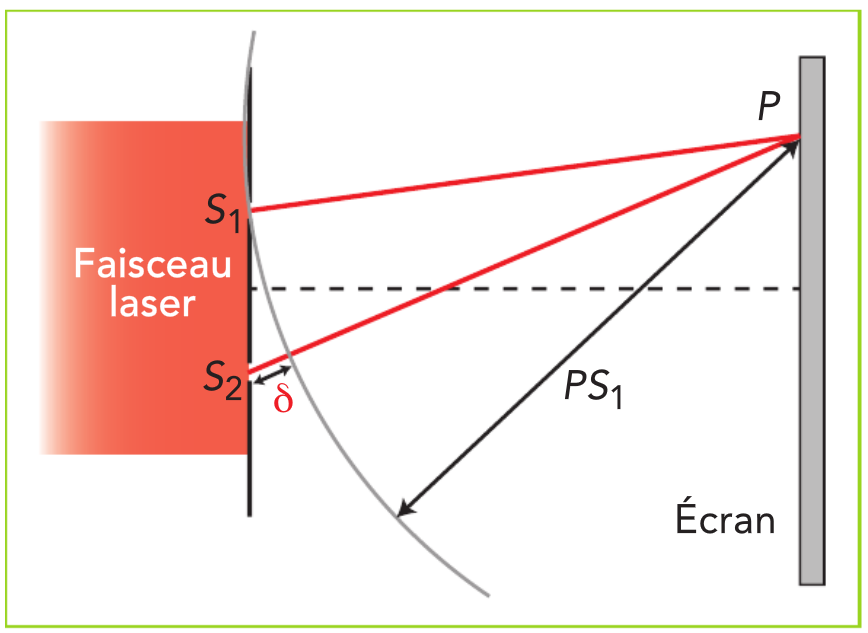 P
S₁
Faisceau
laser
S₂
δ
PS₁
Écran